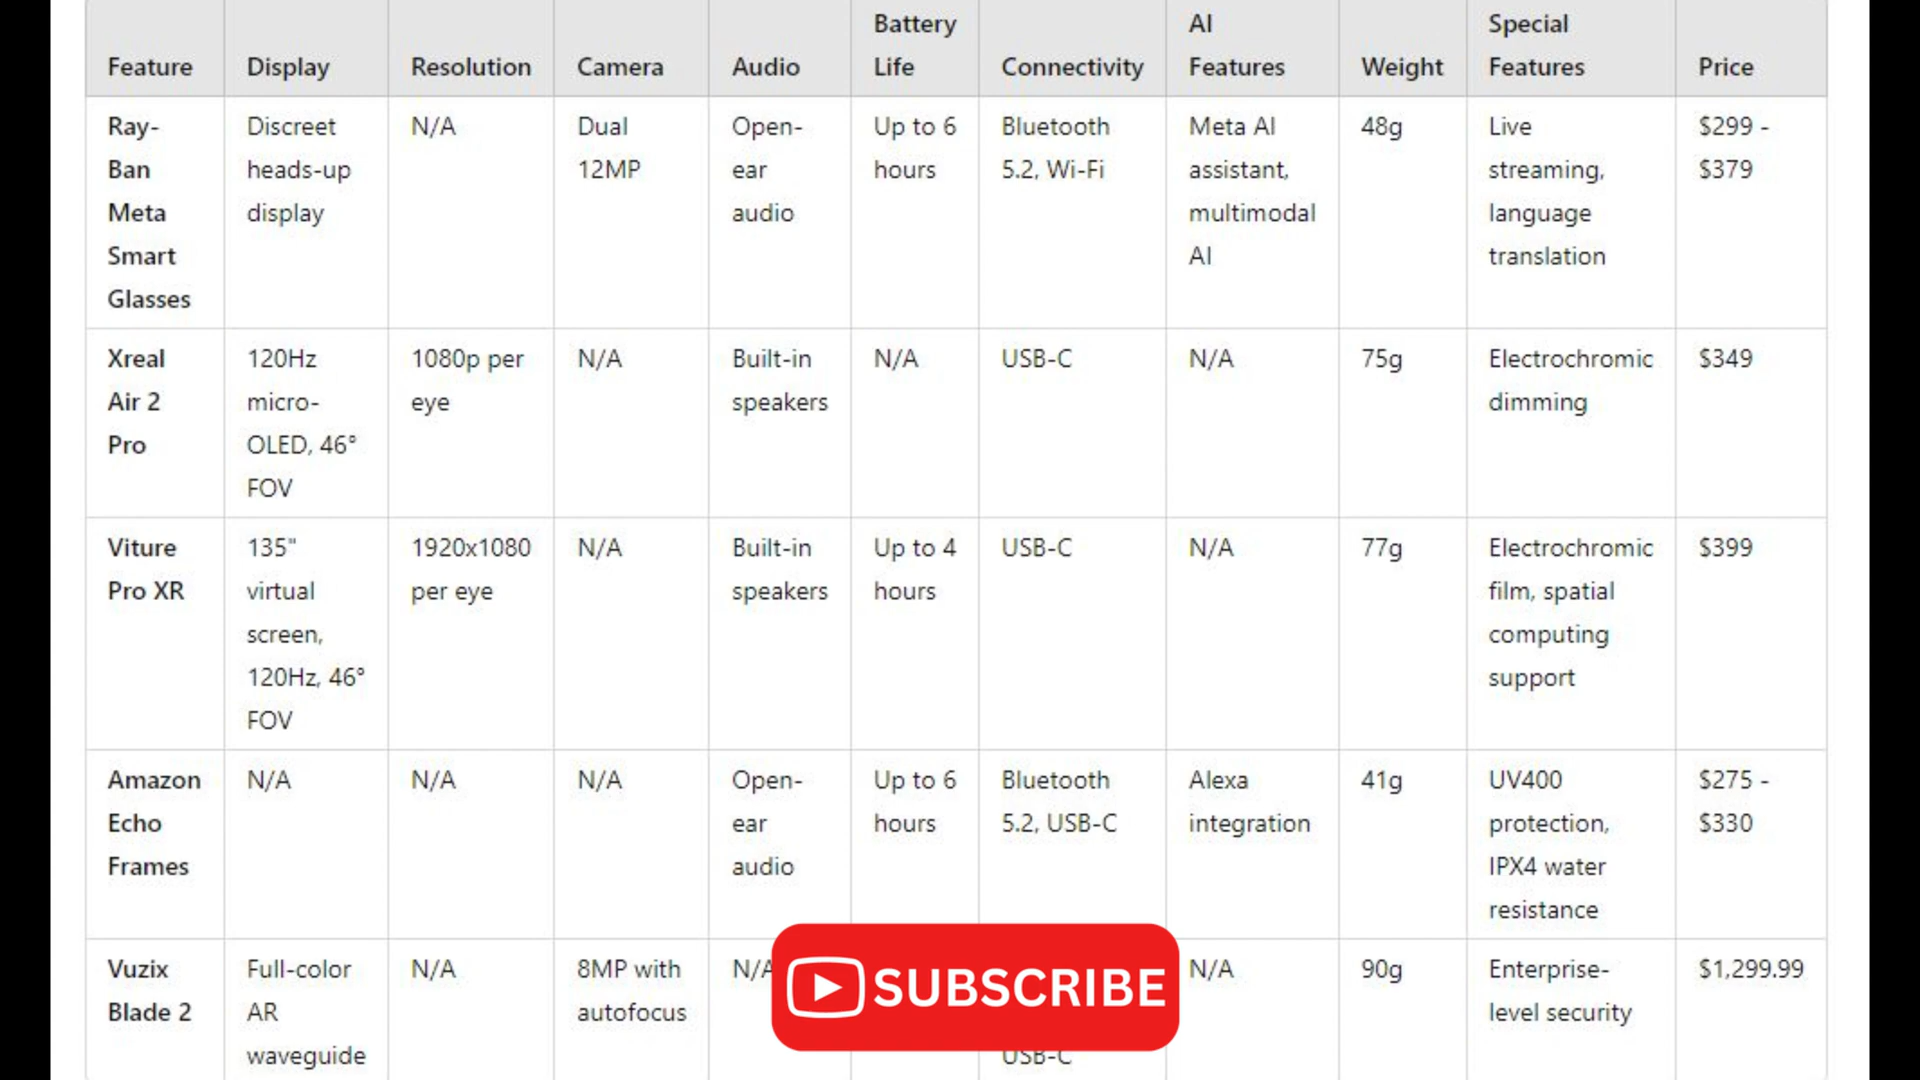 Feature Display Resolution Camera Audio Battery Life Connectivity AI Features Weight Special Features Price
Ray-Ban Meta Smart Glasses Discreet heads-up display N/A Dual 12MP Open-ear audio Up to 6 hours Bluetooth 5.2, Wi-Fi Meta AI assistant, multimodal AI 48g Live streaming, language translation $299 - $379
Xreal Air 2 Pro 120Hz micro-OLED, 46° FOV 1080p per eye N/A Built-in speakers N/A USB-C N/A 75g Electrochromic dimming $349
Viture Pro XR 135" virtual screen, 120Hz, 46° FOV 1920x1080 per eye N/A Built-in speakers Up to 4 hours USB-C N/A 77g Electrochromic film, spatial computing support $399
Amazon Echo Frames N/A N/A N/A Open-ear audio Up to 6 hours Bluetooth 5.2, USB-C Alexa integration 41g UV400 protection, IPX4 water resistance $275 - $330
Vuzix Blade 2 Full-color AR waveguide N/A 8MP with autofocus N/A USB-C N/A 90g Enterprise-level security $1,299.99
SUBSCRIBE